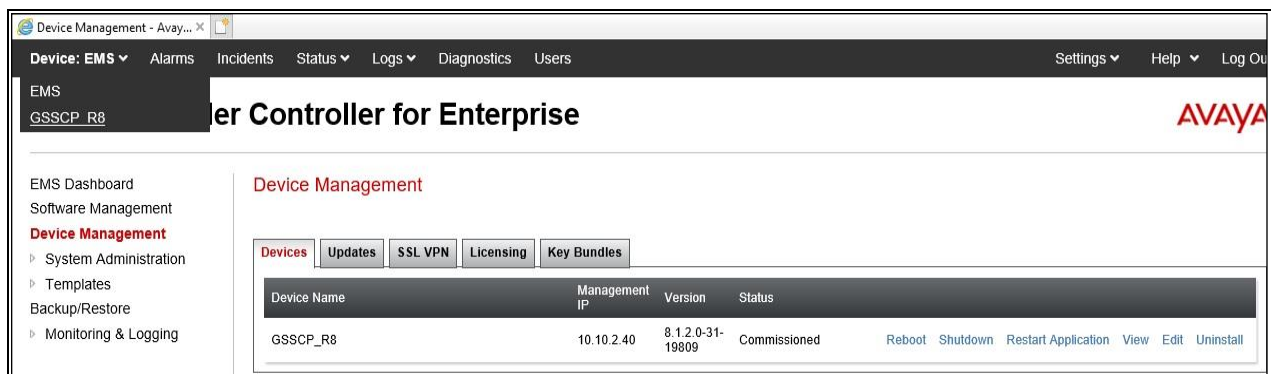 Device Management - Avay...
Device: EMS Alarms Incidents Status Logs Diagnostics Users Settings Help Log Ou
EMS
GSSCP_R8
er Controller for Enterprise
AVAYA
EMS Dashboard
Software Management
Device Management
System Administration
Templates
Backup/Restore
Monitoring & Logging
Device Management
Devices Updates SSL VPN Licensing Key Bundles
Device Name Management IP Version Status
GSSCP_R8 10.10.2.40 8.1.2.0-31-19809 Commissioned Reboot Shutdown Restart Application View Edit Uninstall